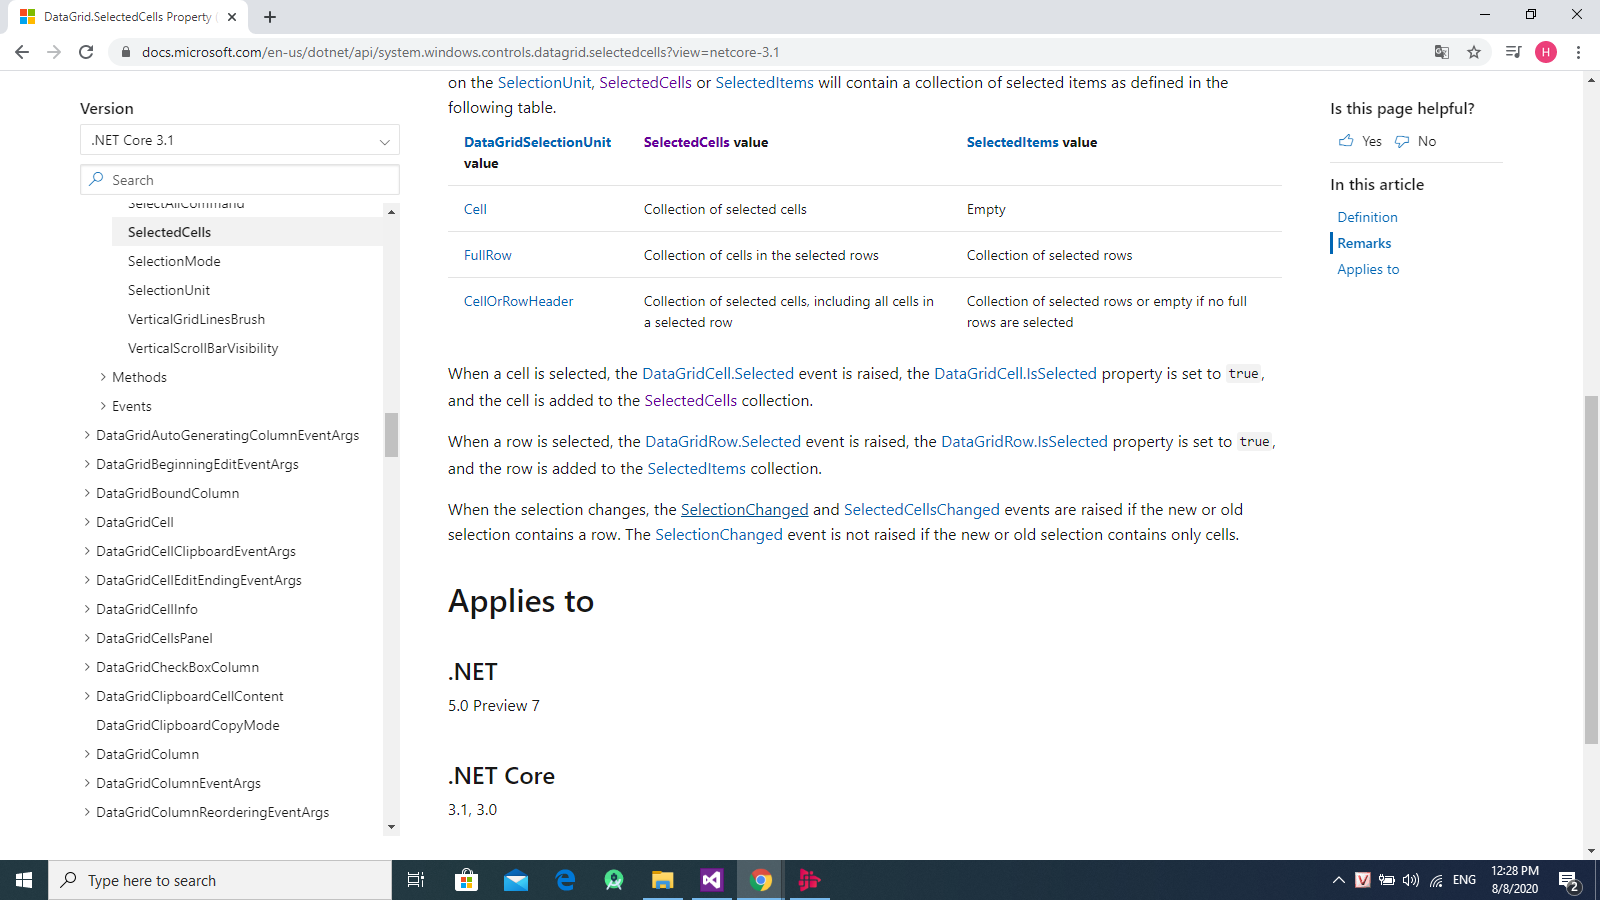 DataGrid.SelectedCells Property (
docs.microsoft.com/en-us/dotnet/api/system.windows.controls.datagrid.selectedcells?view=netcore-3.1
H
Version
.NET Core 3.1
Search
SelectAllCommand
SelectedCells
SelectionMode
SelectionUnit
VerticalGridLinesBrush
VerticalScrollBarVisibility
Methods
Events
DataGridAutoGeneratingColumnEventArgs
DataGridBeginningEditEventArgs
DataGridBoundColumn
DataGridCell
DataGridCellClipboardEventArgs
DataGridCellEditEndingEventArgs
DataGridCellInfo
DataGridCellsPanel
DataGridCheckBoxColumn
DataGridClipboardCellContent
DataGridClipboardCopyMode
DataGridColumn
DataGridColumnEventArgs
DataGridColumnReorderingEventArgs
on the SelectionUnit, SelectedCells or SelectedItems will contain a collection of selected items as defined in the
following table.
DataGridSelectionUnit value SelectedCells value SelectedItems value
Cell Collection of selected cells Empty
FullRow Collection of cells in the selected rows Collection of selected rows
CellOrRowHeader Collection of selected cells, including all cells in a selected row Collection of selected rows or empty if no full rows are selected
When a cell is selected, the DataGridCell.Selected event is raised, the DataGridCell.IsSelected property is set to true,
and the cell is added to the SelectedCells collection.
When a row is selected, the DataGridRow.Selected event is raised, the DataGridRow.IsSelected property is set to true,
and the row is added to the SelectedItems collection.
When the selection changes, the SelectionChanged and SelectedCellsChanged events are raised if the new or old
selection contains a row. The SelectionChanged event is not raised if the new or old selection contains only cells.
Applies to
.NET
5.0 Preview 7
.NET Core
3.1, 3.0
Is this page helpful?
Yes No
In this article
Definition
Remarks
Applies to
Type here to search
V
ENG
12:28 PM
8/8/2020
2